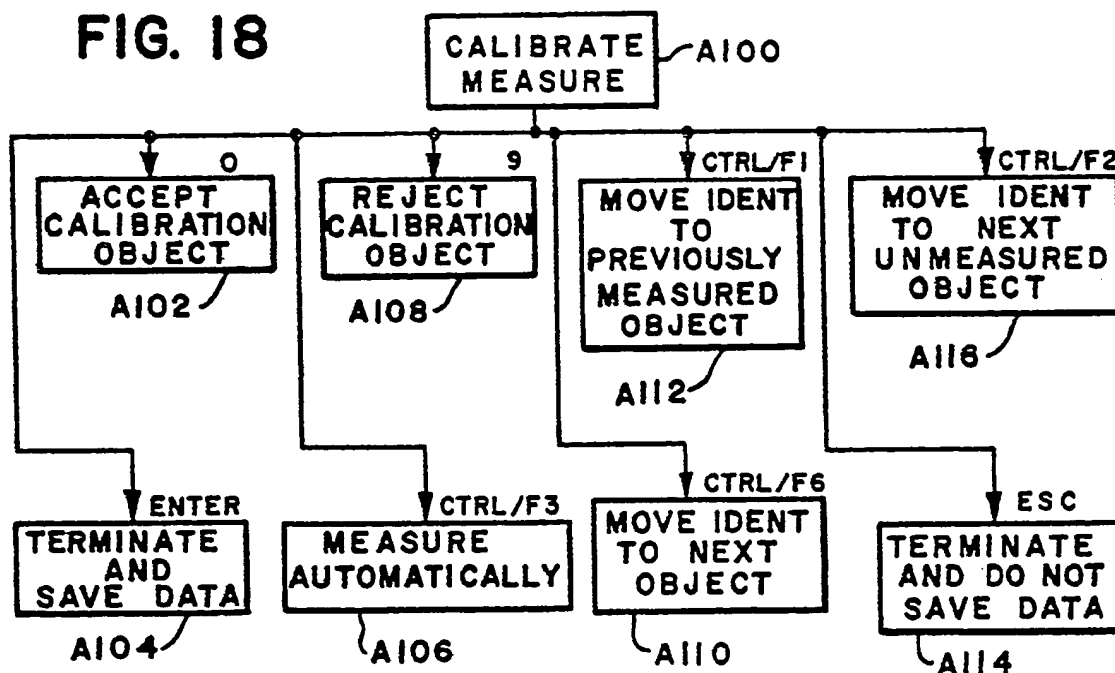 FIG. 18
CALIBRATE
MEASURE
A100
0
ACCEPT
CALIBRATION
OBJECT
A102
9
REJECT
CALIBRATION
OBJECT
A108
CTRL/F1
MOVE IDENT
TO
PREVIOUSLY
MEASURED
OBJECT
A112
CTRL/F2
MOVE IDENT
TO NEXT
UNMEASURED
OBJECT
A116
ENTER
TERMINATE
AND
SAVE DATA
A104
CTRL/F3
MEASURE
AUTOMATICALLY
A106
CTRL/F6
MOVE IDENT
TO NEXT
OBJECT
A110
ESC
TERMINATE
AND DO NOT
SAVE DATA
A114